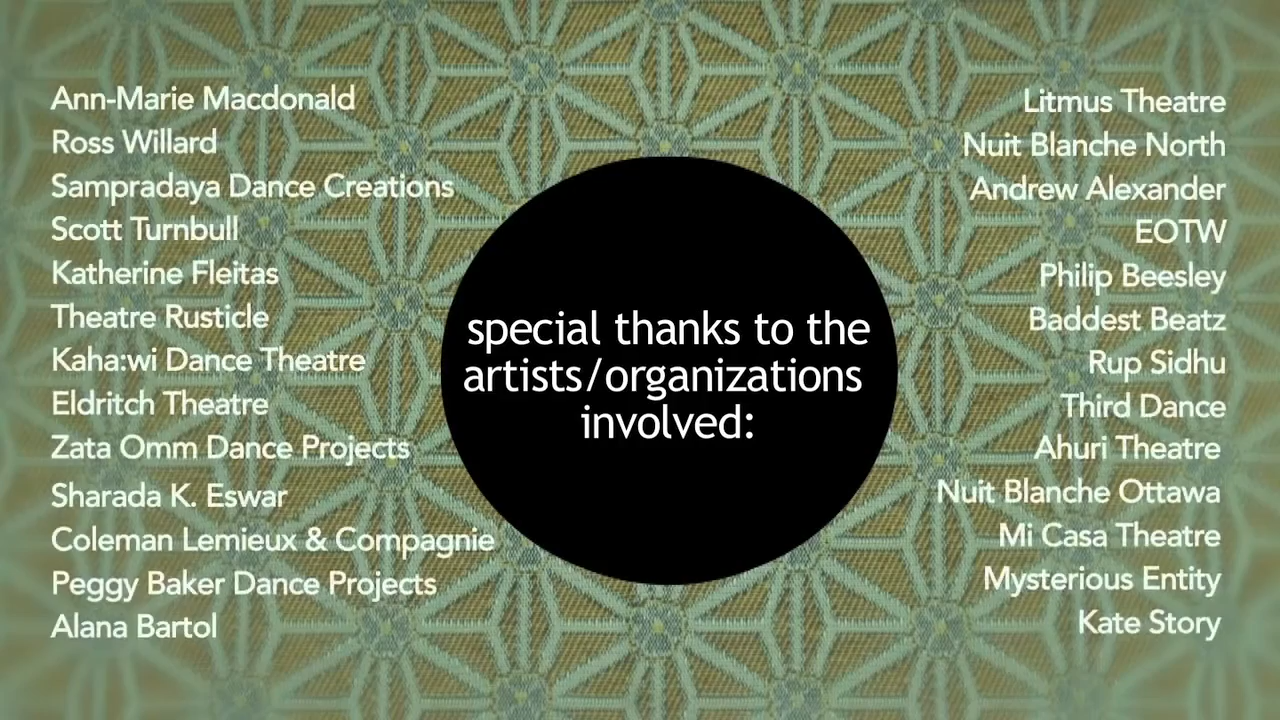 Ann-Marie Macdonald
Ross Willard
Sampradaya Dance Creations
Scott Turnbull
Katherine Fleitas
Theatre Rusticle
Kaha:wi Dance Theatre
Eldritch Theatre
Zata Omm Dance Projects
Sharada K. Eswar
Coleman Lemieux & Compagnie
Peggy Baker Dance Projects
Alana Bartol
special thanks to the
artists/organizations
involved:
Litmus Theatre
Nuit Blanche North
Andrew Alexander
EOTW
Philip Beesley
Baddest Beatz
Rup Sidhu
Third Dance
Ahuri Theatre
Nuit Blanche Ottawa
Mi Casa Theatre
Mysterious Entity
Kate Story